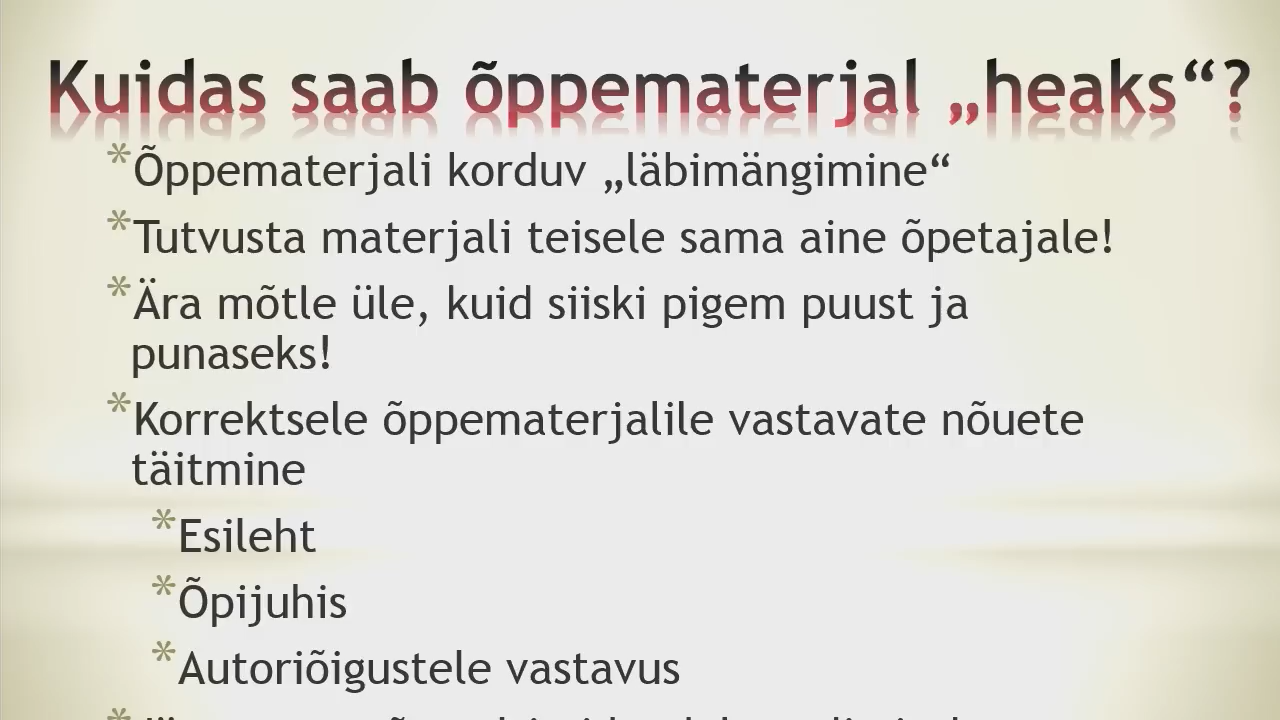 Kuidas saab õppematerjal „heaks“?
*Õppematerjali korduv „läbimängimine“
*Tutvusta materjali teisele sama aine õpetajale!
*Ära mõtle üle, kuid siiski pigem puust ja
punaseks!
*Korrektsele õppematerjalile vastavate nõuete
täitmine
*Esileht
*Õpijuhis
*Autoriõigustele vastavus